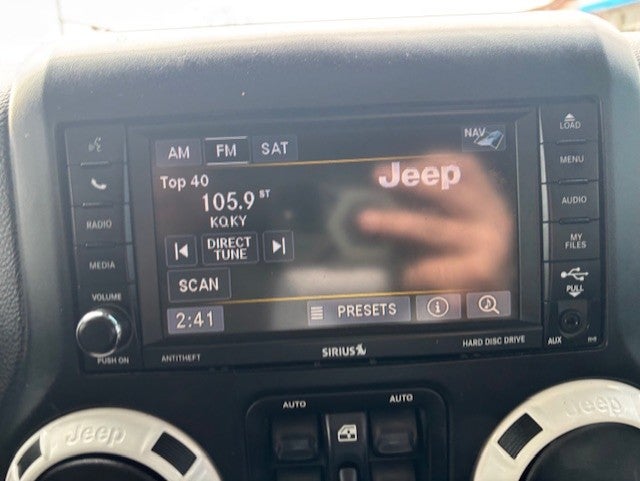 AM FM SAT NAV
Top 40
Jeep
105.9 ST
KQKY
DIRECT
TUNE
SCAN
PRESETS
2:41
RADIO
MEDIA
VOLUME
PUSH ON
ANTITHEFT
SIRIUS
HARD DISC DRIVE
LOAD
MENU
AUDIO
MY
FILES
PULL
AUX
AUTO
AUTO
Jeep
Jeep